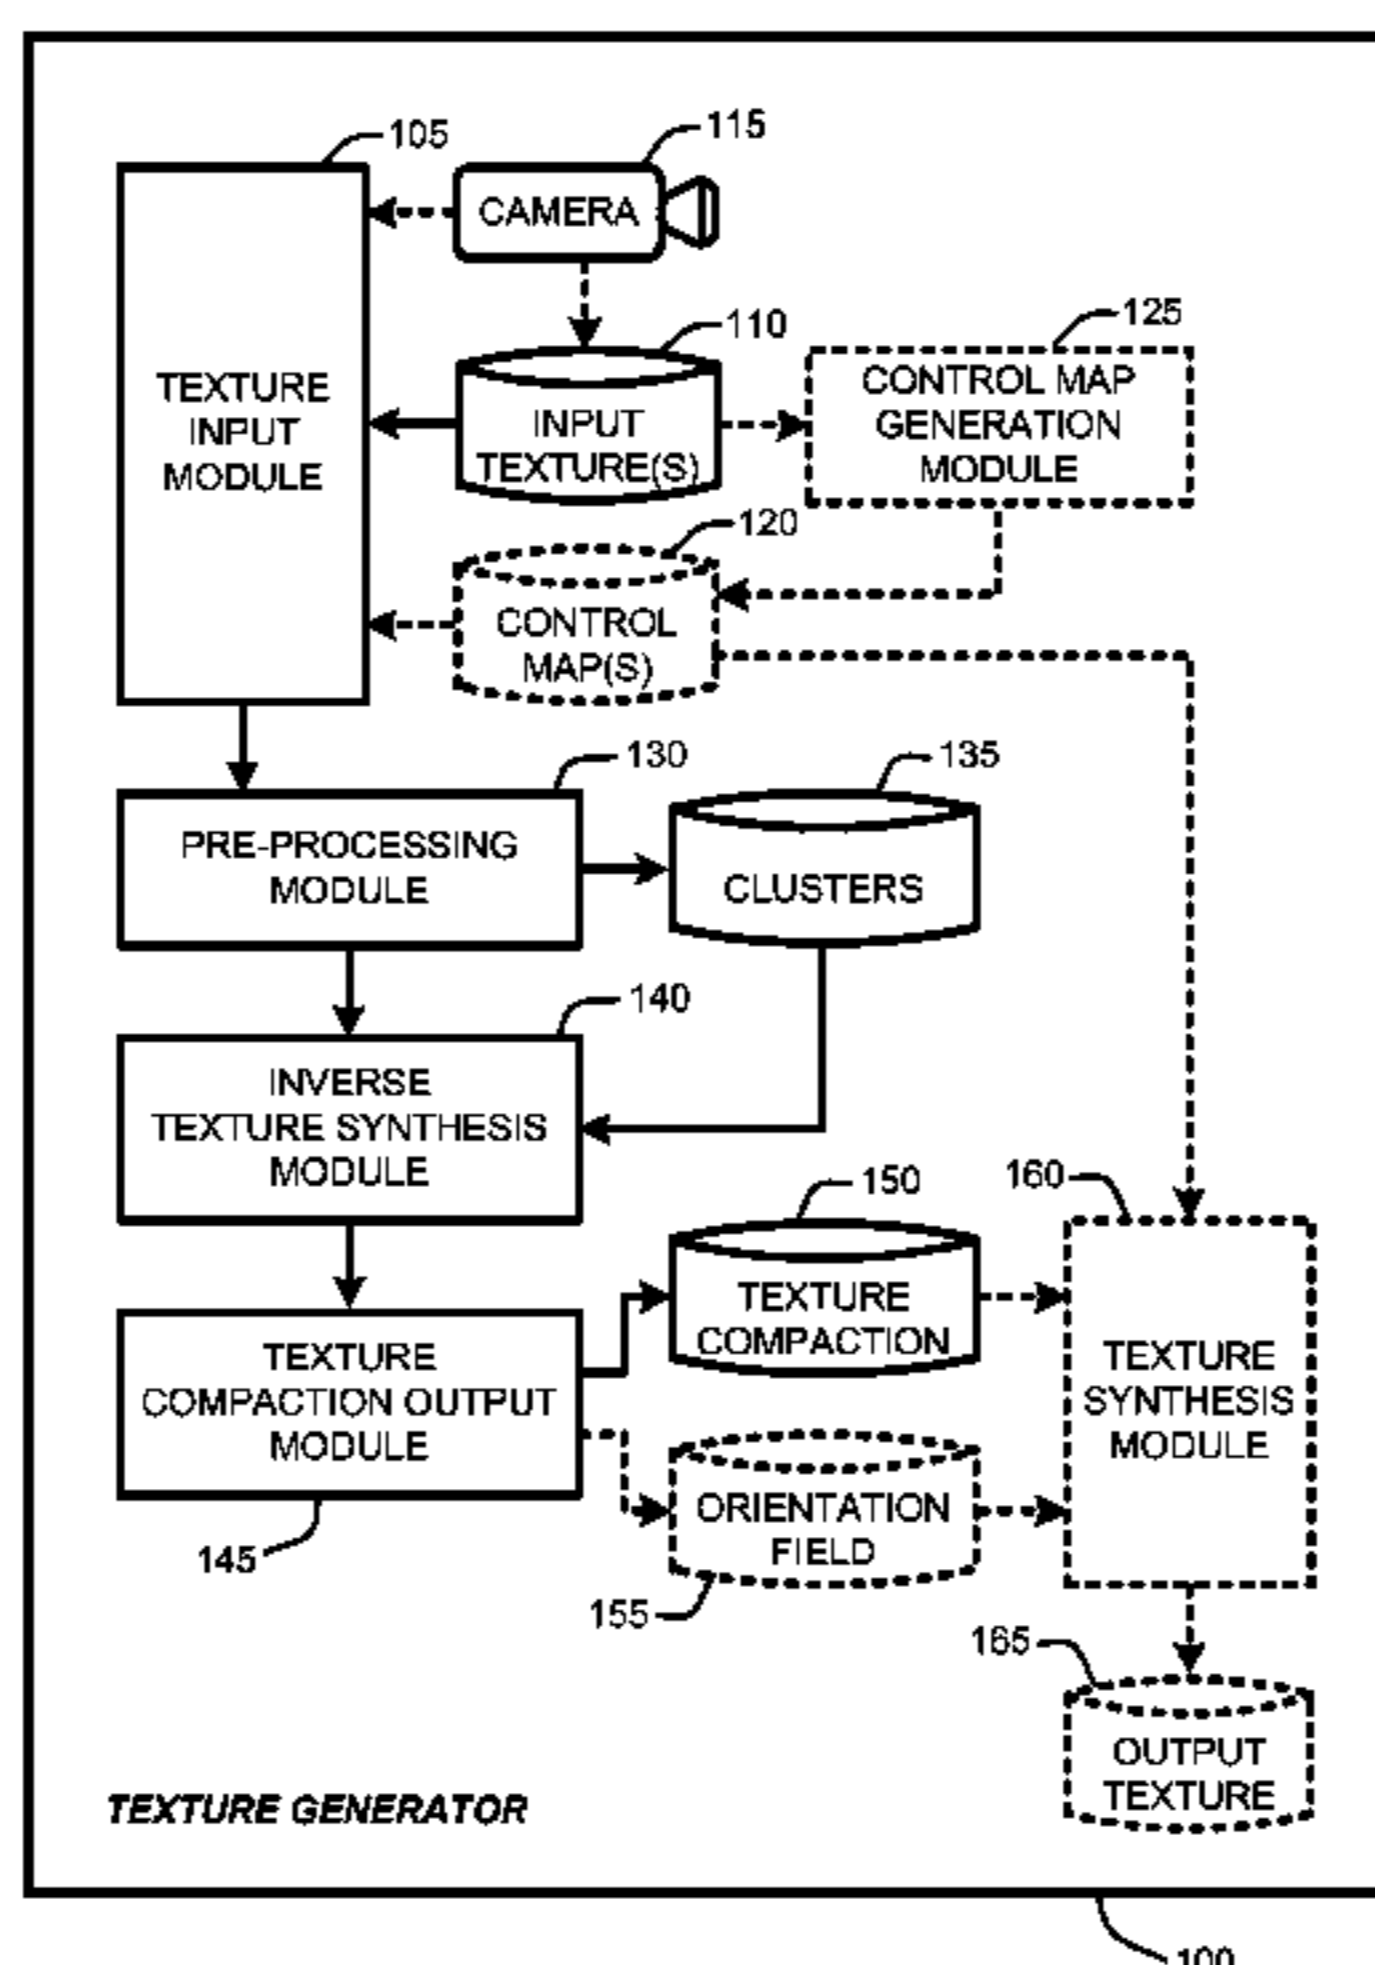 105
115
CAMERA
110
125
TEXTURE
INPUT
MODULE
INPUT
TEXTURE(S)
CONTROL MAP
GENERATION
MODULE
120
CONTROL
MAP(S)
130
135
PRE-PROCESSING
MODULE
CLUSTERS
140
INVERSE
TEXTURE SYNTHESIS
MODULE
150
160
TEXTURE
COMPACTION
TEXTURE
COMPACTION OUTPUT
MODULE
TEXTURE
SYNTHESIS
MODULE
ORIENTATION
FIELD
145
155
165
OUTPUT
TEXTURE
TEXTURE GENERATOR
100